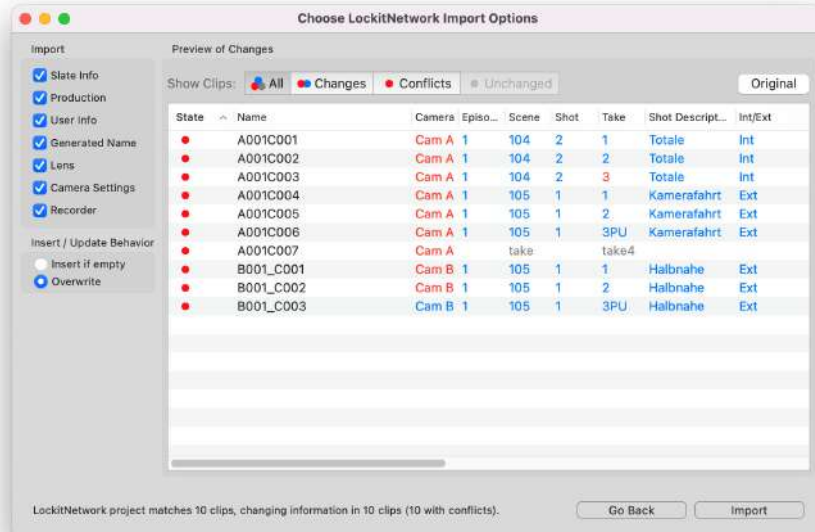 Choose LockitNetwork Import Options
Import
Slate Info
Production
User Info
Generated Name
Lens
Camera Settings
Recorder
Insert / Update Behavior
Insert if empty
Overwrite
Preview of Changes
Show Clips: All Changes Conflicts Unchanged Original
State Name Camera Episo... Scene Shot Take Shot Descript... Int/Ext
A001C001 Cam A 1 104 2 1 Totale Int
A001C002 Cam A 1 104 2 2 Totale Int
A001C003 Cam A 1 104 2 3 Totale Int
A001C004 Cam A 1 105 1 1 Kamerafahrt Ext
A001C005 Cam A 1 105 1 2 Kamerafahrt Ext
A001C006 Cam A 1 105 1 3PU Kamerafahrt Ext
A001C007 Cam A take take4
B001_C001 Cam B 1 105 1 1 Halbnahe Ext
B001_C002 Cam B 1 105 1 2 Halbnahe Ext
B001_C003 Cam B 1 105 1 3PU Halbnahe Ext
LockitNetwork project matches 10 clips, changing information in 10 clips (10 with conflicts). Go Back Import